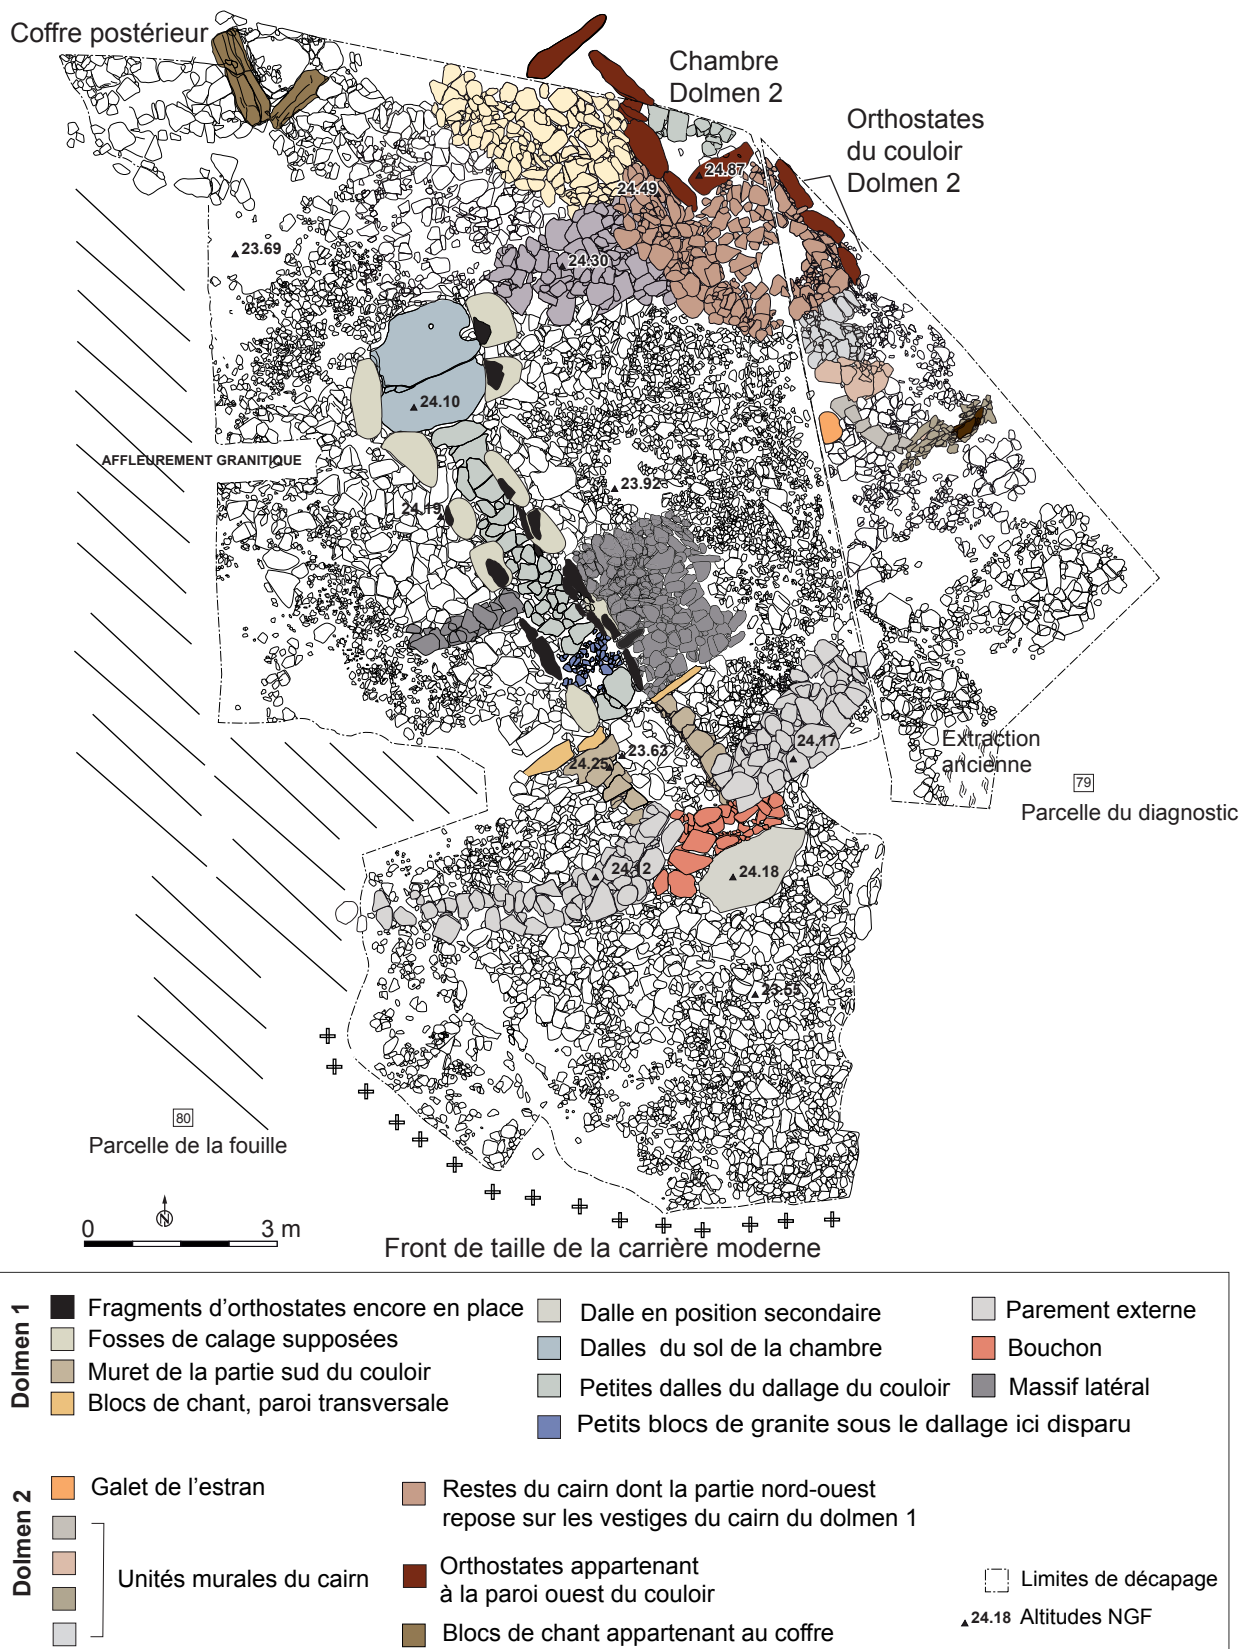 Coffre postérieur
Chambre
Dolmen 2
Orthostates
du couloir
Dolmen 2
24.87
24.49
23.69
24.30
24.10
AFFLEUREMENT GRANITIQUE
23.92
24.19
24.17
23.63
24.25
Extraction
ancienne
79
Parcelle du diagnostic
24.12
24.18
23.55
80
Parcelle de la fouille
N
0 3 m
Front de taille de la carrière moderne
Dolmen 1
Fragments d'orthostates encore en place
Fosses de calage supposées
Muret de la partie sud du couloir
Blocs de chant, paroi transversale
Dalle en position secondaire
Dalles du sol de la chambre
Petites dalles du dallage du couloir
Petits blocs de granite sous le dallage ici disparu
Parement externe
Bouchon
Massif latéral
Dolmen 2
Galet de l'estran
Unités murales du cairn
Restes du cairn dont la partie nord-ouest
repose sur les vestiges du cairn du dolmen 1
Orthostates appartenant
à la paroi ouest du couloir
Blocs de chant appartenant au coffre
Limites de décapage
24.18 Altitudes NGF